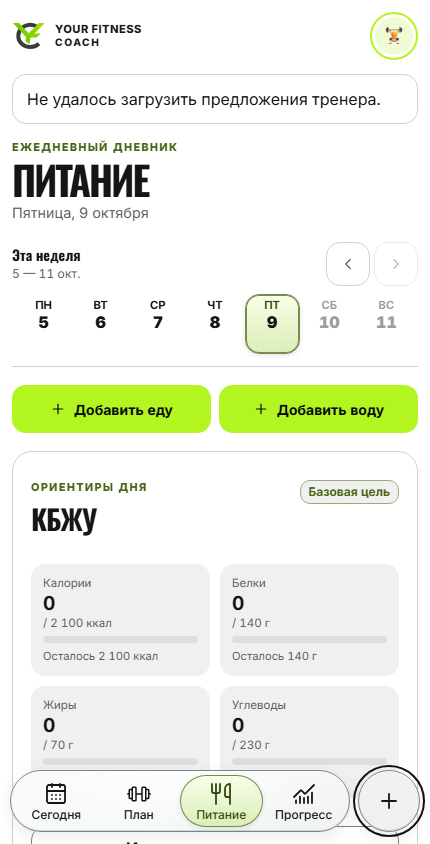 YOUR FITNESS
COACH
Не удалось загрузить предложения тренера.
ЕЖЕДНЕВНЫЙ ДНЕВНИК
ПИТАНИЕ
Пятница, 9 октября
Эта неделя
5 — 11 окт.
ПН ВТ СР ЧТ ПТ СБ ВС
5 6 7 8 9 10 11
+ Добавить еду + Добавить воду
ОРИЕНТИРЫ ДНЯ
Базовая цель
КБЖУ
Калории Белки
0 0
/ 2 100 ккал / 140 г
Осталось 2 100 ккал Осталось 140 г
Жиры Углеводы
0 0
/ 70 г / 230 г
Сегодня План Питание Прогресс